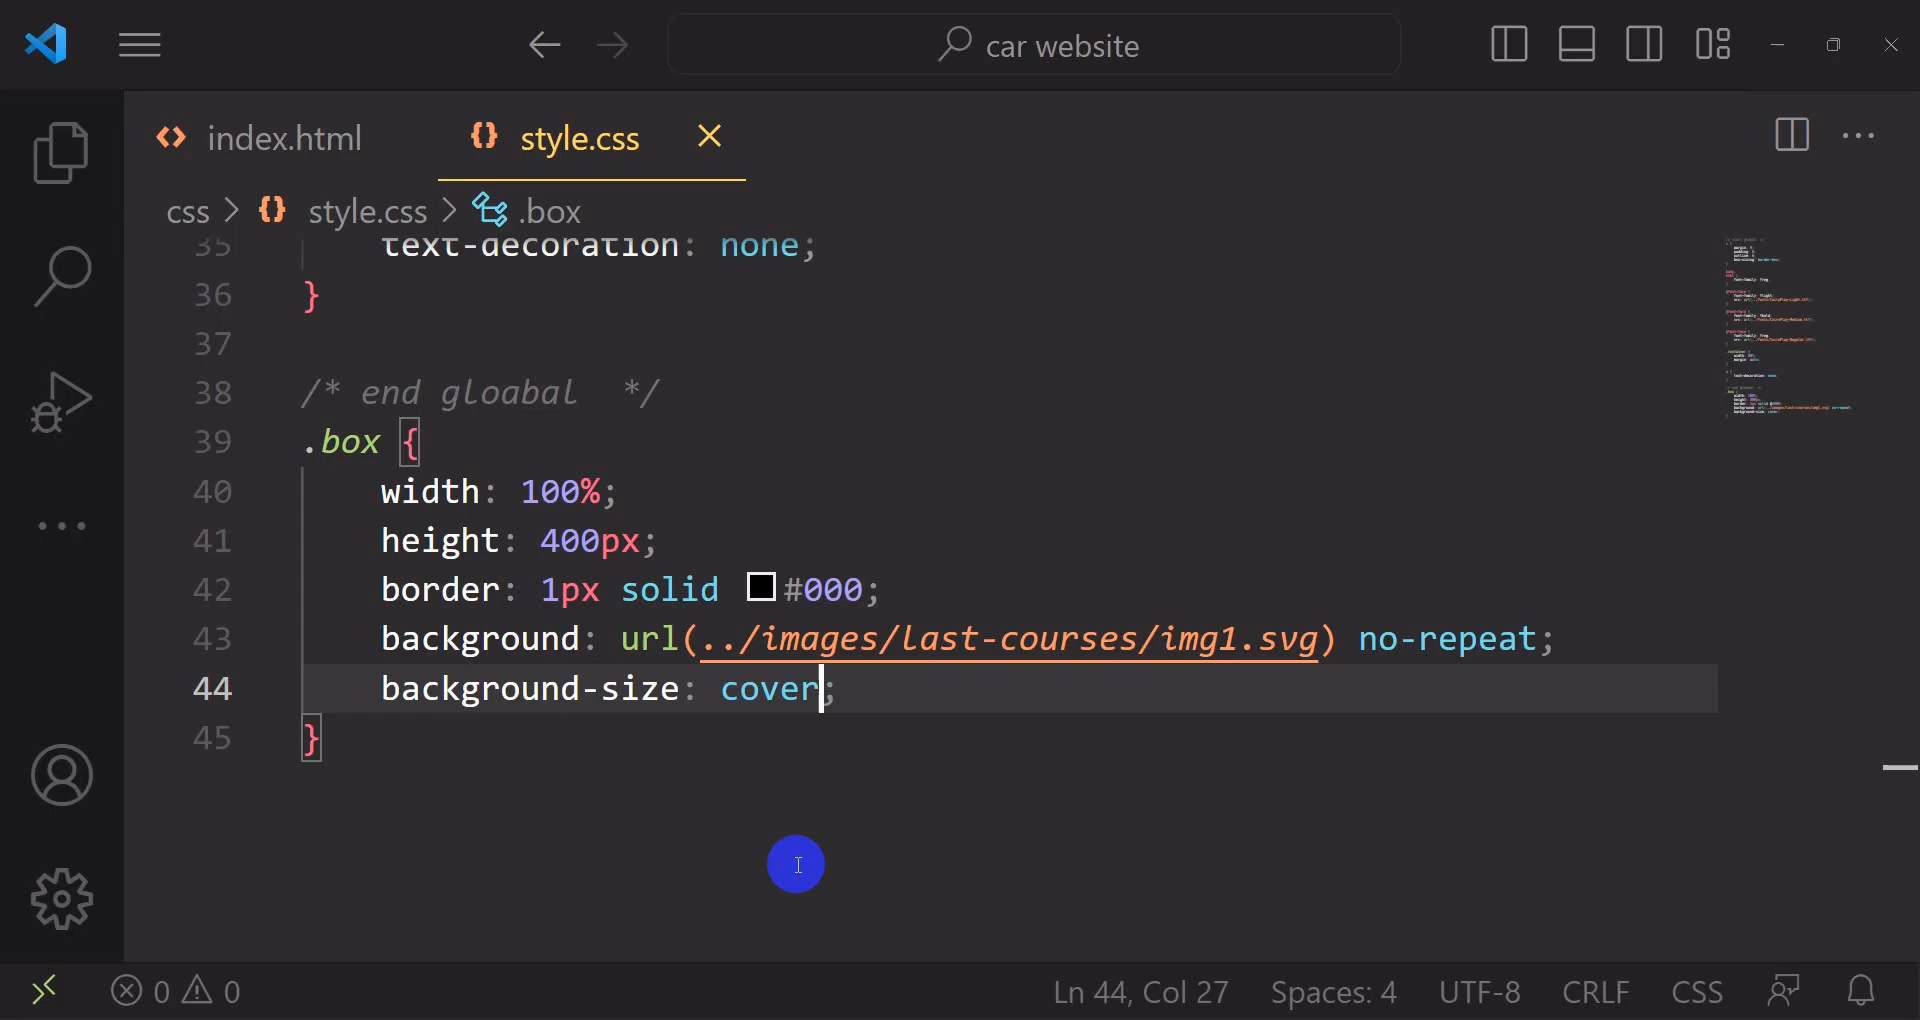 car website
index.html
style.css
css > style.css > .box
35 text-decoration: none;
36 }
37
38 /* end gloabal  */
39 .box {
40 width: 100%;
41 height: 400px;
42 border: 1px solid #000;
43 background: url(../images/last-courses/img1.svg) no-repeat;
44 background-size: cover;
45 }
0 0 Ln 44, Col 27 Spaces: 4 UTF-8 CRLF CSS